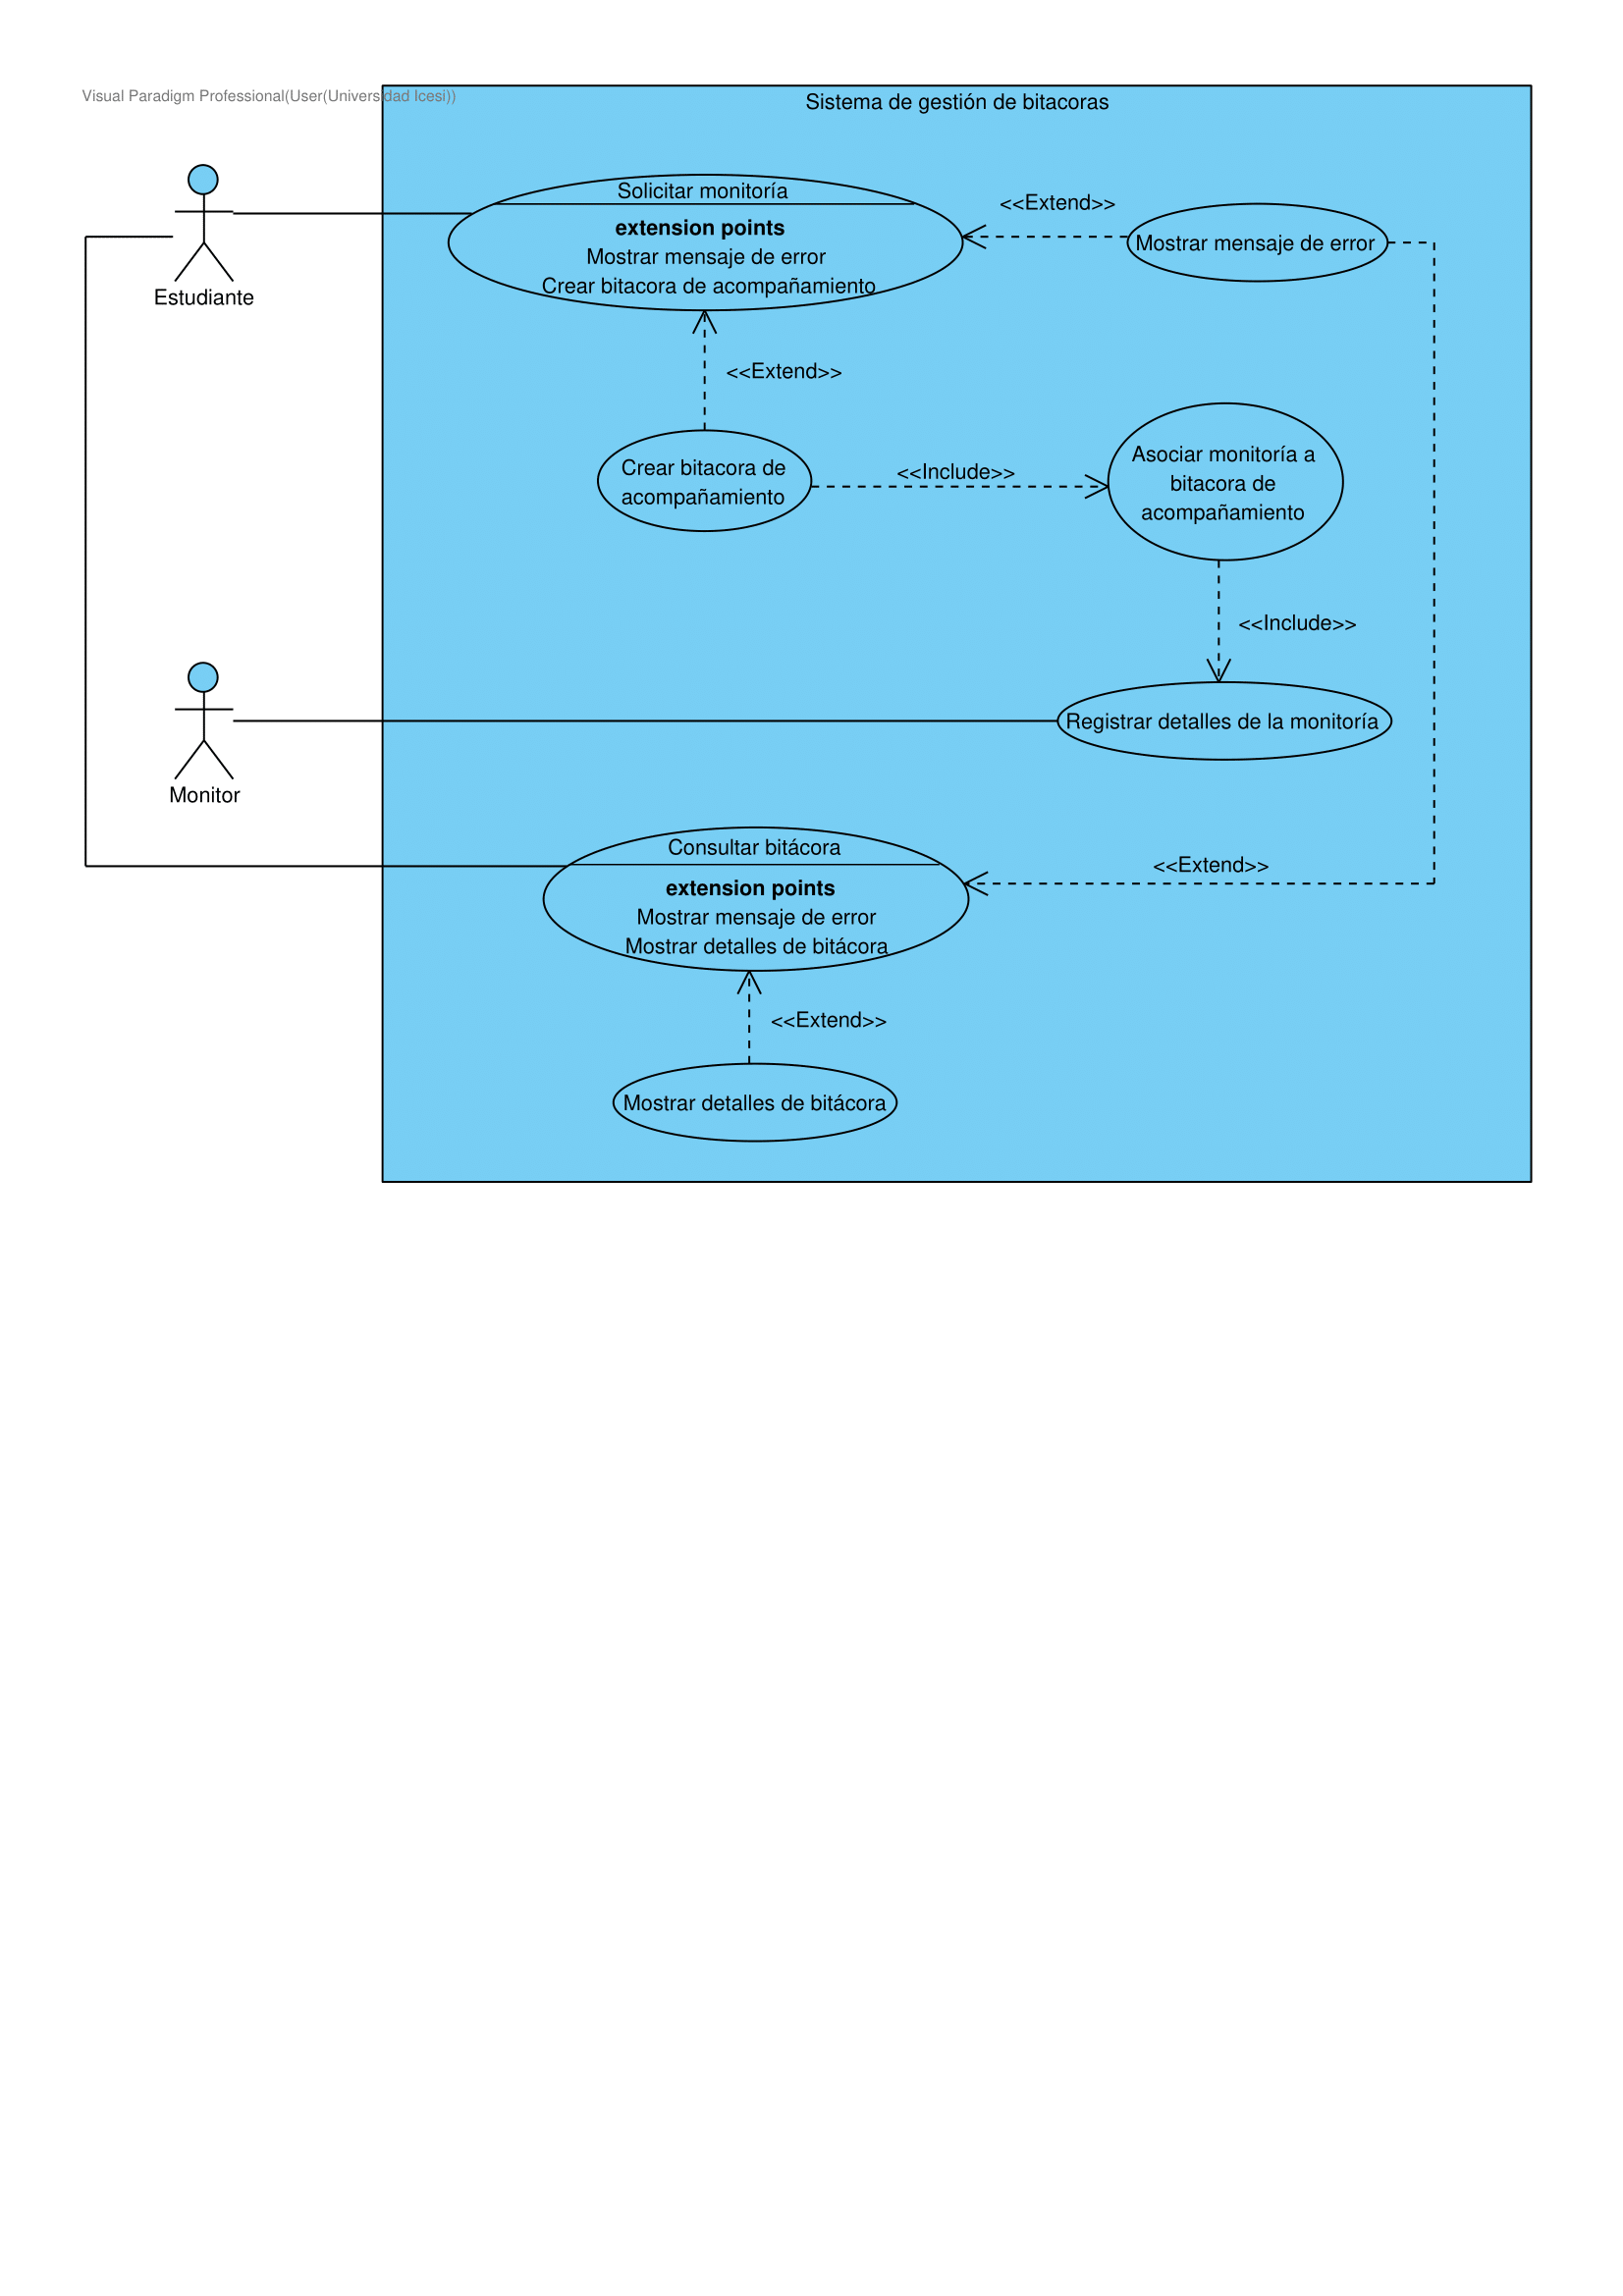 Visual Paradigm Professional(User(Universidad Icesi))
Sistema de gestión de bitacoras
Solicitar monitoría
extension points
Mostrar mensaje de error
Crear bitacora de acompañamiento
<<Extend>>
Mostrar mensaje de error
Estudiante
<<Extend>>
Crear bitacora de
acompañamiento
<<Include>>
Asociar monitoría a
bitacora de
acompañamiento
<<Include>>
Registrar detalles de la monitoría
Monitor
Consultar bitácora
extension points
Mostrar mensaje de error
Mostrar detalles de bitácora
<<Extend>>
<<Extend>>
Mostrar detalles de bitácora